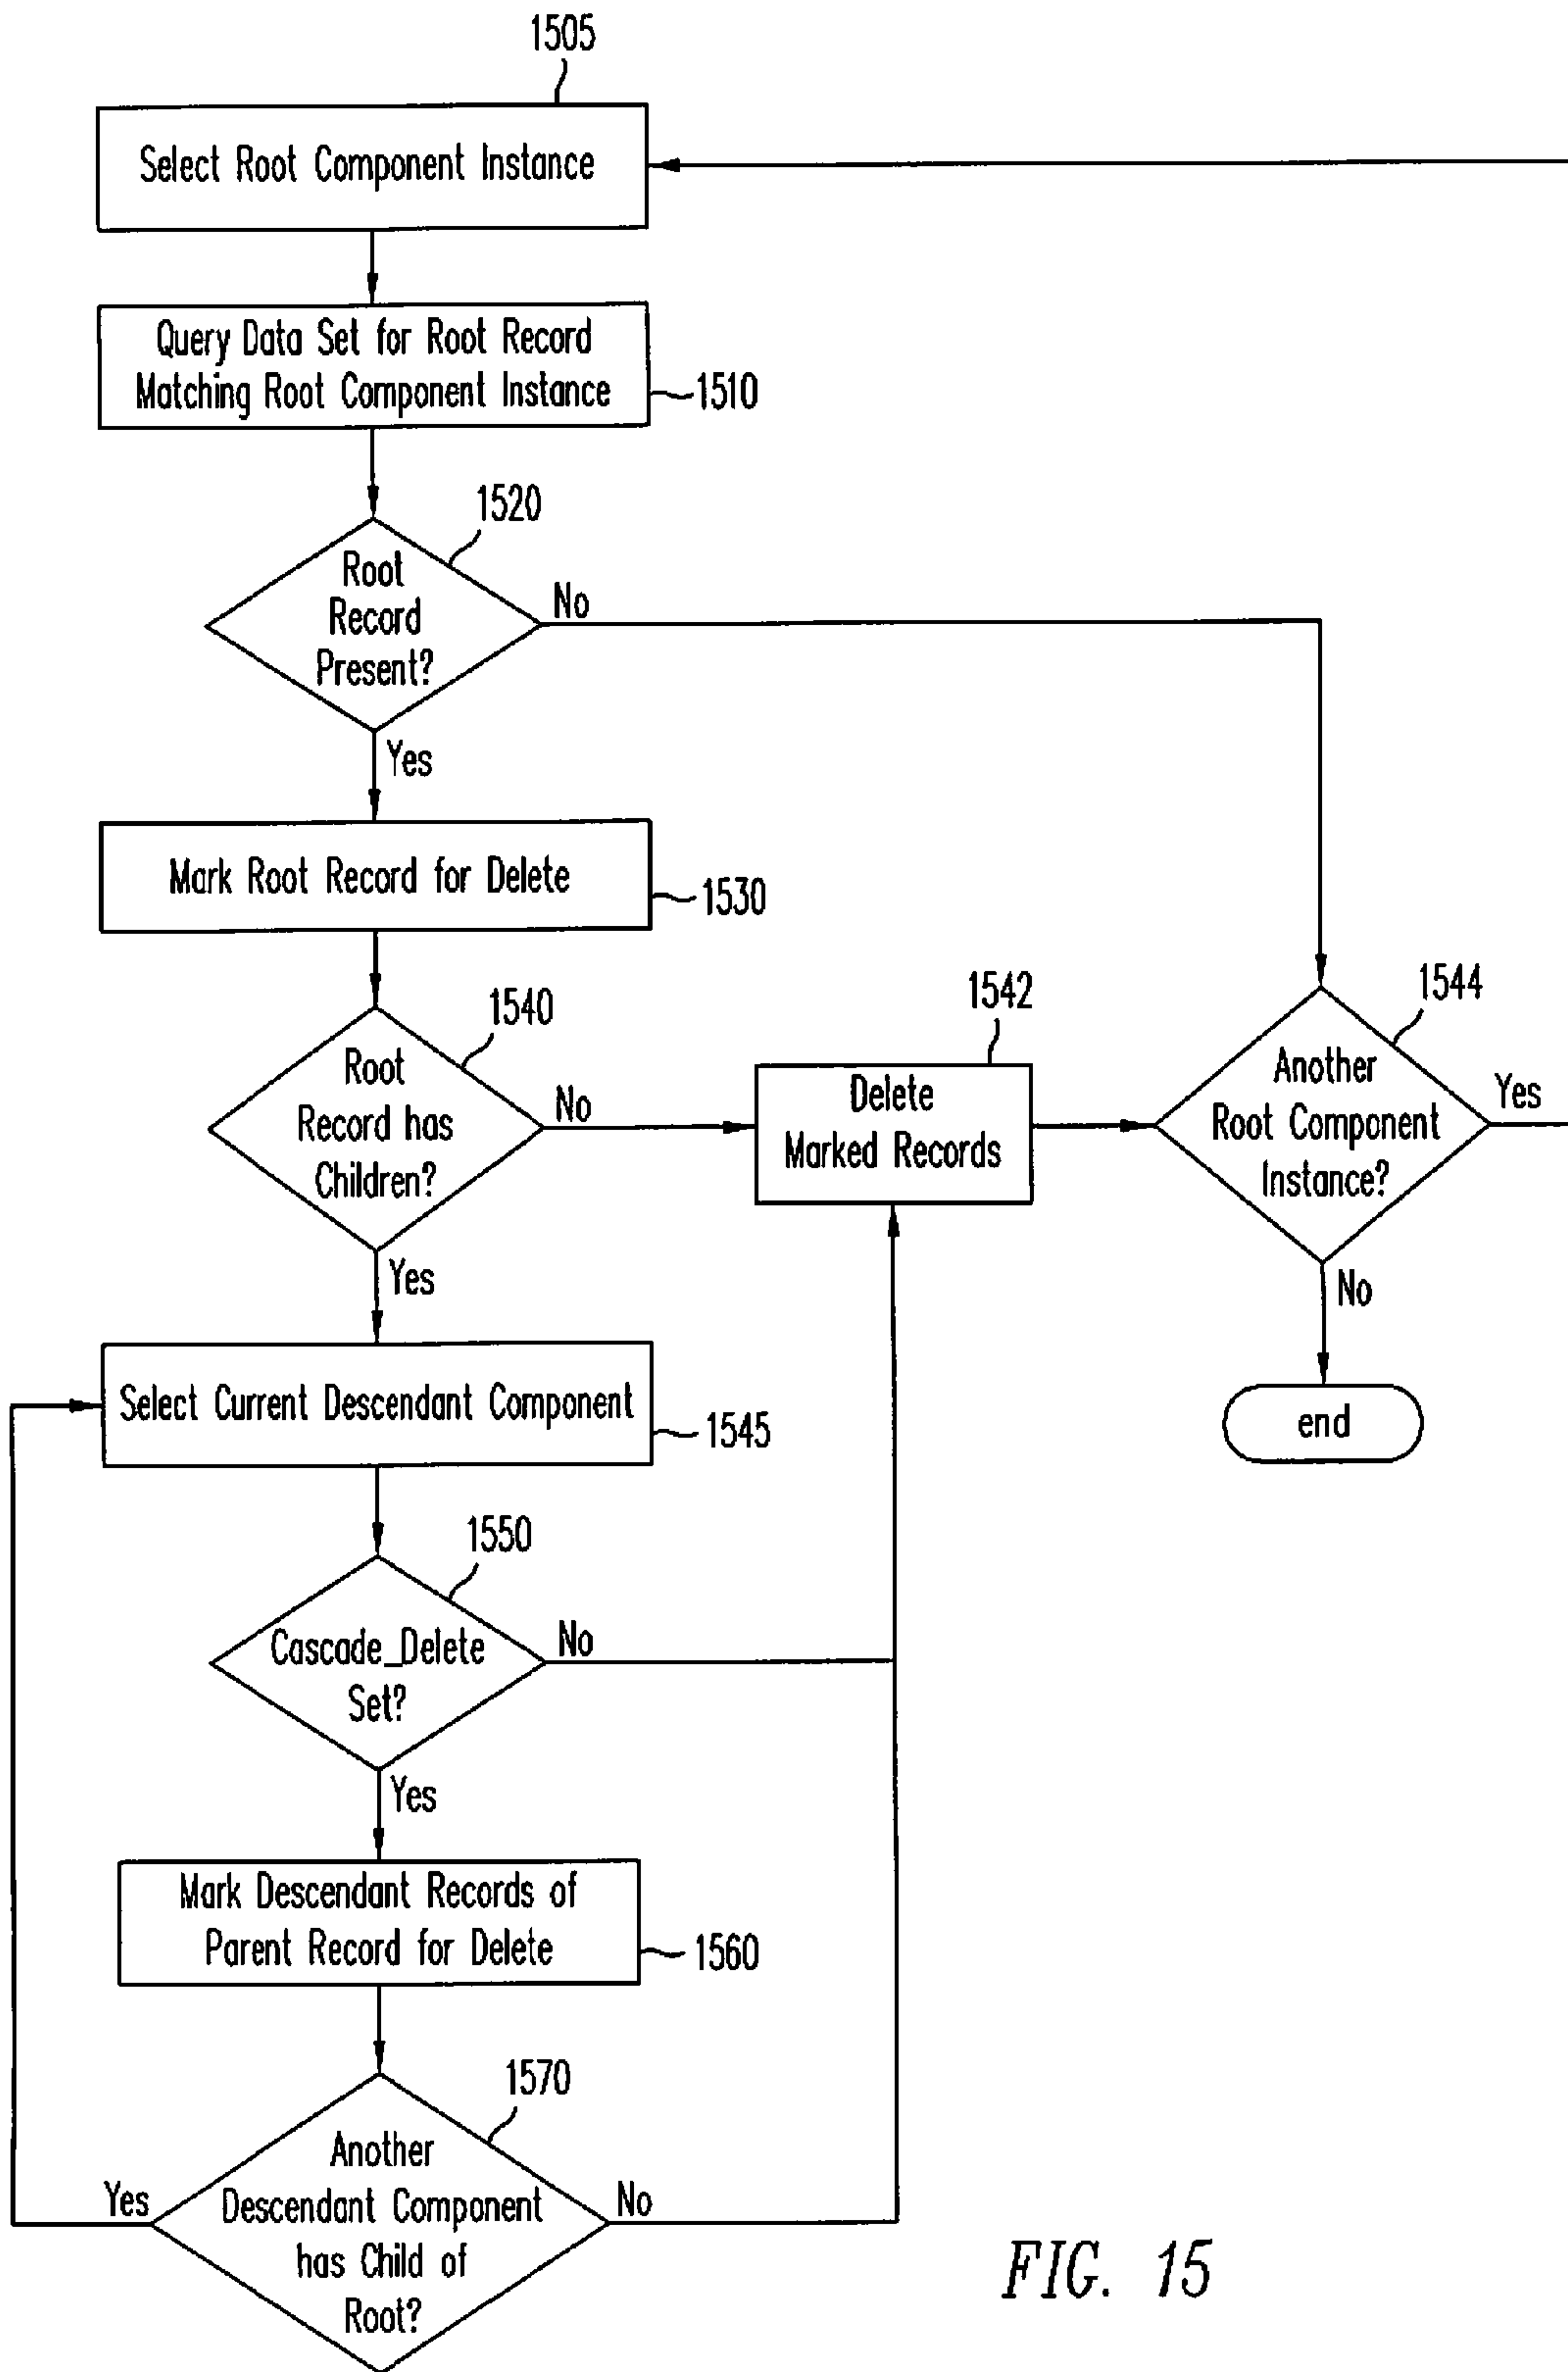 1505
Select Root Component Instance
Query Data Set for Root Record
Matching Root Component Instance
1510
1520
Root
Record
Present?
No
Yes
Mark Root Record for Delete
1530
1540
Root
Record has
Children?
No
Yes
1542
Delete
Marked Records
1544
Another
Root Component
Instance?
Yes
No
end
Select Current Descendant Component
1545
1550
Cascade_Delete
Set?
No
Yes
Mark Descendant Records of
Parent Record for Delete
1560
1570
Another
Descendant Component
has Child of
Root?
Yes
No
FIG. 15